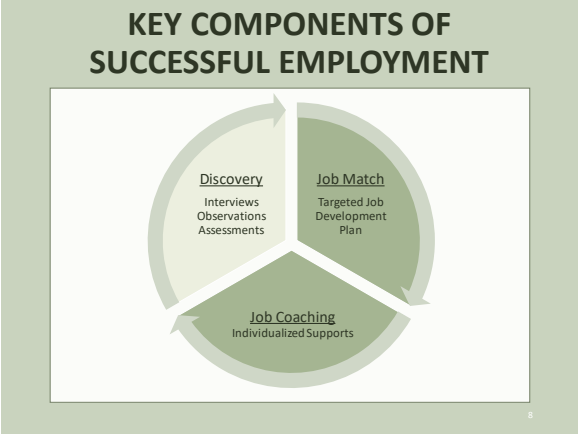 KEY COMPONENTS OF
SUCCESSFUL EMPLOYMENT
Discovery
Interviews
Observations
Assessments
Job Match
Targeted Job
Development
Plan
Job Coaching
Individualized Supports
8